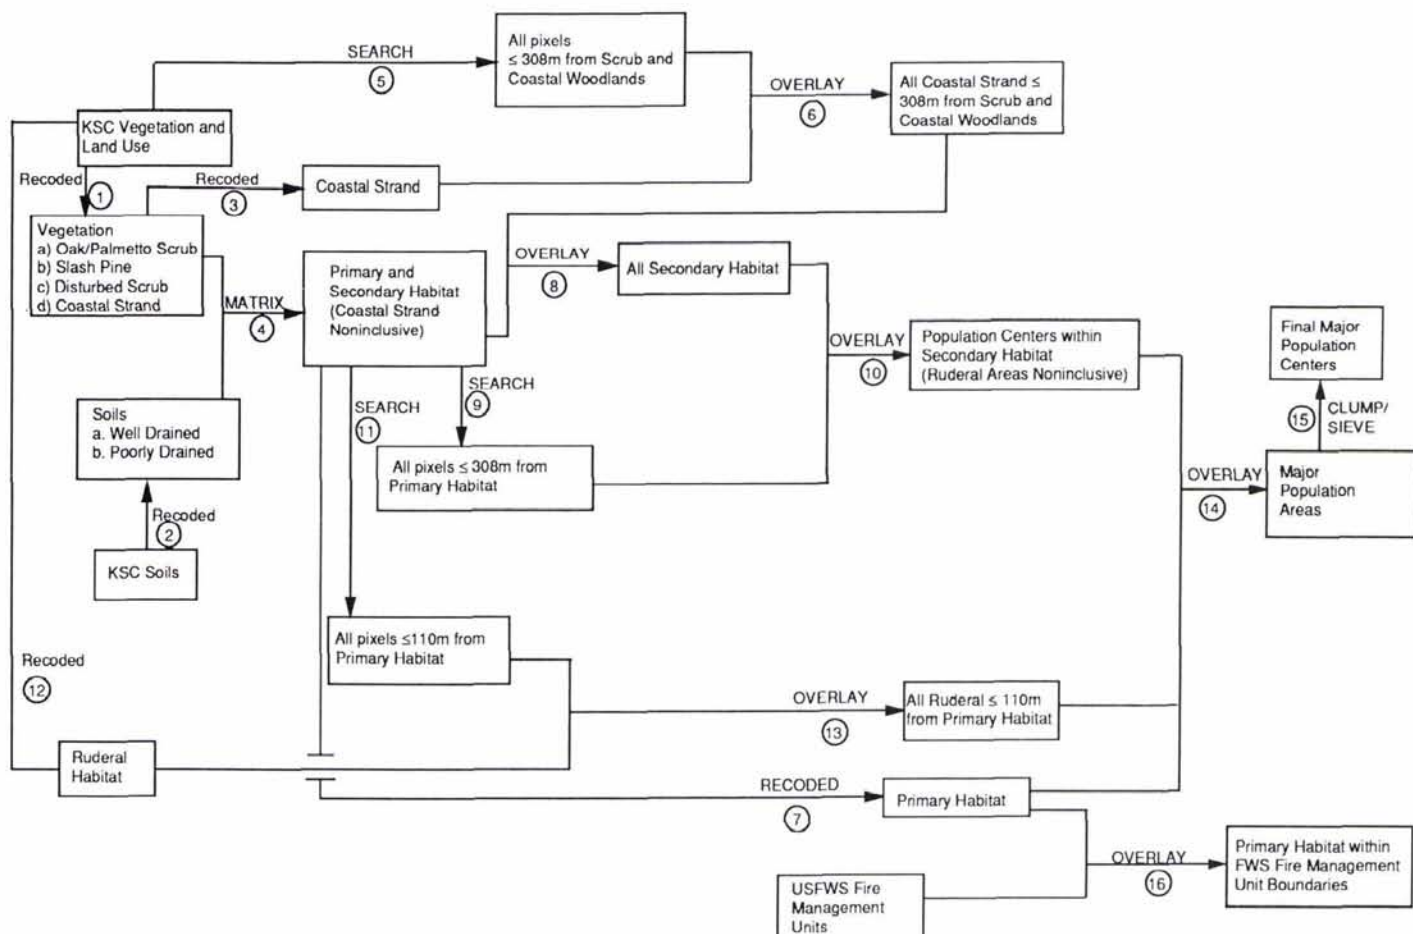 All pixels
≤ 308m from Scrub and
Coastal Woodlands
SEARCH
5
OVERLAY
6
All Coastal Strand ≤
308m from Scrub and
Coastal Woodlands
KSC Vegetation and
Land Use
Recoded
1
Recoded
3
Coastal Strand
Vegetation
a) Oak/Palmetto Scrub
b) Slash Pine
c) Disturbed Scrub
d) Coastal Strand
MATRIX
4
Primary and
Secondary Habitat
(Coastal Strand
Noninclusive)
OVERLAY
8
All Secondary Habitat
OVERLAY
10
Population Centers within
Secondary Habitat
(Ruderal Areas Noninclusive)
Final Major
Population
Centers
15
CLUMP/
SIEVE
SEARCH
9
SEARCH
11
Soils
a. Well Drained
b. Poorly Drained
All pixels ≤ 308m from
Primary Habitat
OVERLAY
14
Major
Population
Areas
Recoded
2
KSC Soils
All pixels ≤110m from
Primary Habitat
Recoded
12
OVERLAY
13
All Ruderal ≤ 110m
from Primary Habitat
Ruderal
Habitat
RECODED
7
Primary Habitat
OVERLAY
16
Primary Habitat within
FWS Fire Management
Unit Boundaries
USFWS Fire
Management
Units